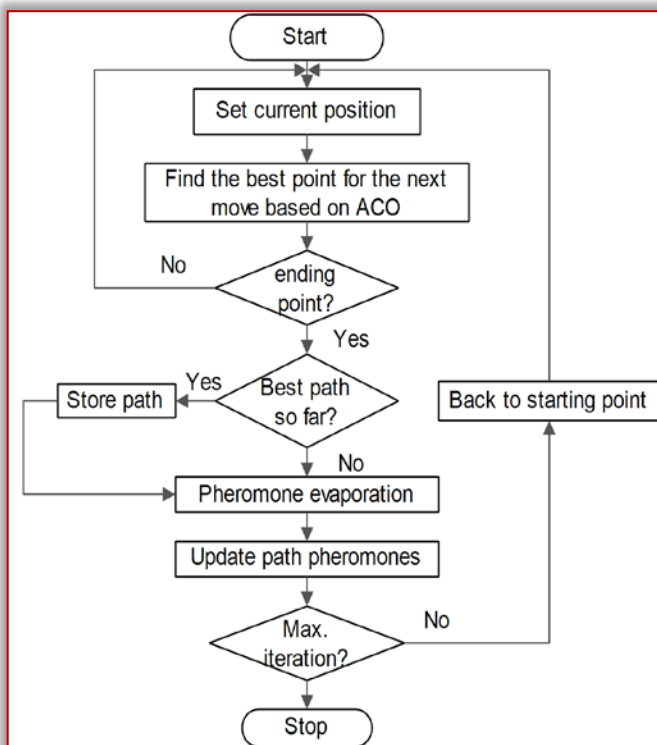 Start
Set current position
Find the best point for the next
move based on ACO
No
ending
point?
Yes
Yes
Best path
so far?
Store path
Back to starting point
No
Pheromone evaporation
Update path pheromones
No
Max.
iteration?
Stop